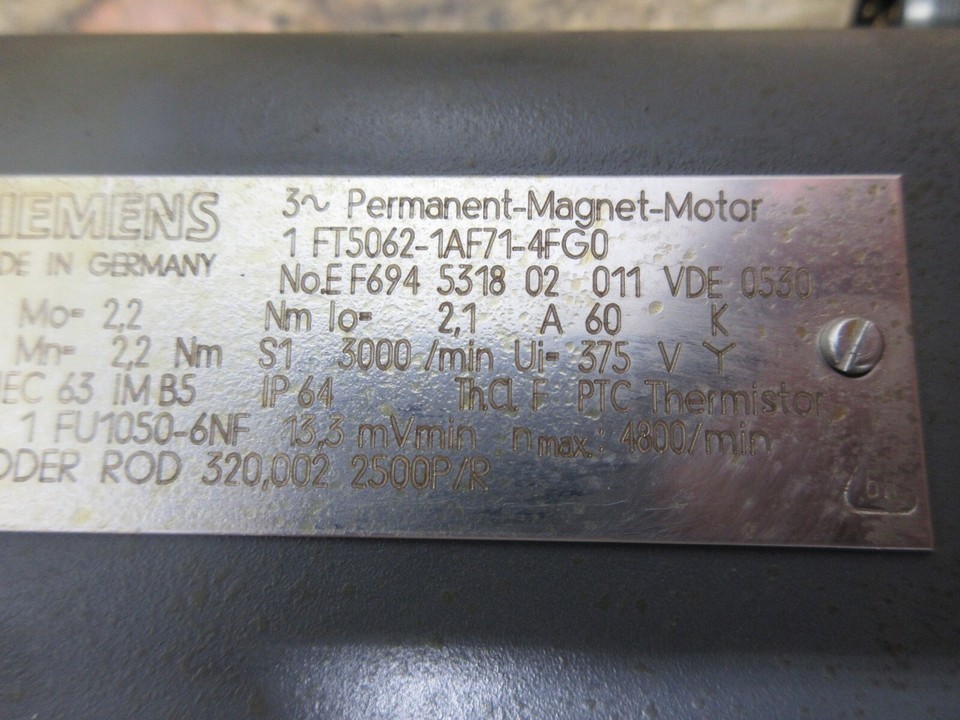 IEMENS 3~ Permanent-Magnet-Motor
DE IN GERMANY 1 FT5062-1AF71-4FG0
No.EF694 5318 02 011 VDE 0530
Mo= 2,2 Nm Io= 2,1 A 60 K
Mn= 2,2 Nm S1 3000/min Ui= 375 V Y
IEC 63 IM B5 IP 64 Th.Cl. F PTC Thermistor
1 FU1050-6NF 13,3 mVmin nmax.: 4800/min
ODER ROD 320,002 2500P/R